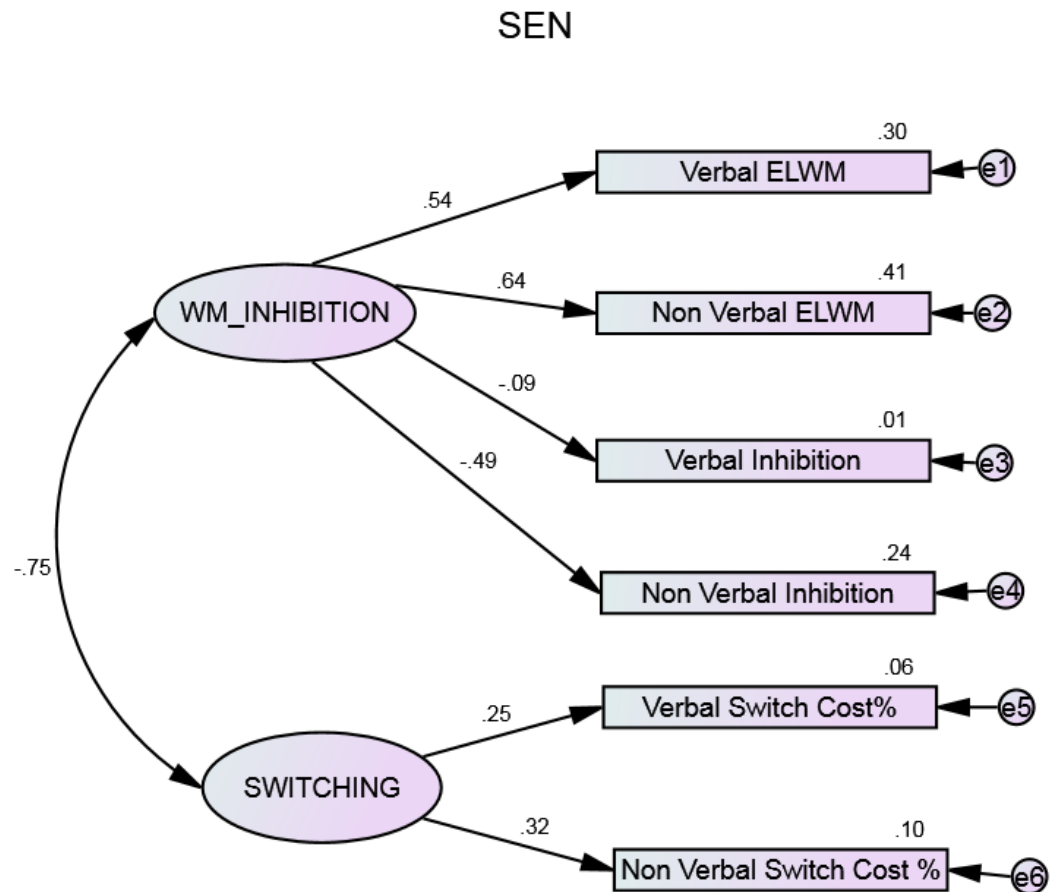 SEN
.30
Verbal ELWM
e1
.54
.41
Non Verbal ELWM
e2
.64
WM_INHIBITION
-.09
.01
Verbal Inhibition
e3
-.49
.24
Non Verbal Inhibition
e4
-.75
.06
Verbal Switch Cost%
e5
.25
SWITCHING
.32
.10
Non Verbal Switch Cost %
e6